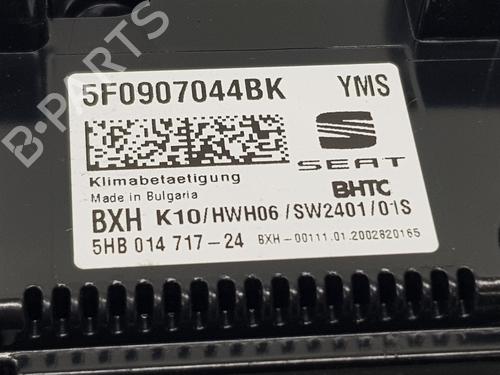 5F0907044BK YMS
SEAT
Klimabetaetigung
Made in Bulgaria
BHTC
BXH K10/HWH06/SW2401/01S
5HB 014 717-24 BXH-00111.01.2002820165
B-PARTS